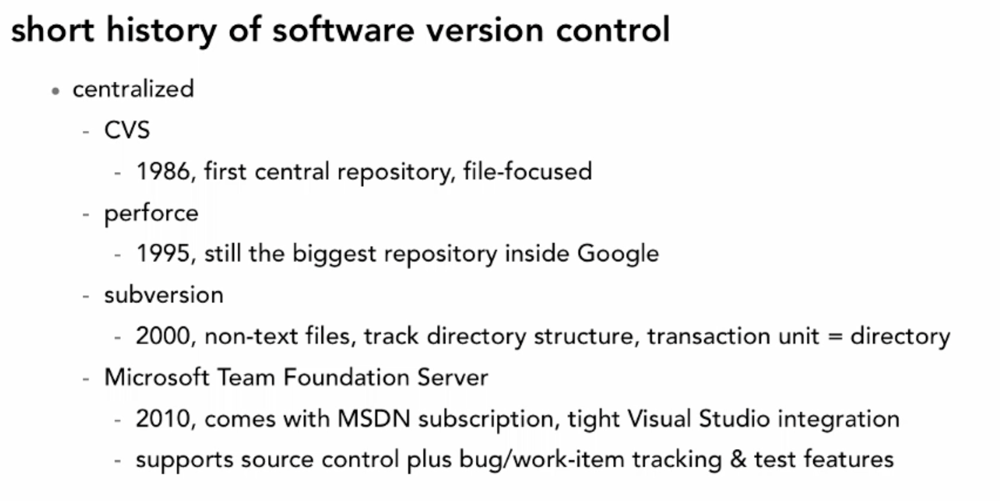 short history of software version control
• centralized
- CVS
- 1986, first central repository, file-focused
- perforce
- 1995, still the biggest repository inside Google
- subversion
- 2000, non-text files, track directory structure, transaction unit = directory
- Microsoft Team Foundation Server
- 2010, comes with MSDN subscription, tight Visual Studio integration
- supports source control plus bug/work-item tracking & test features